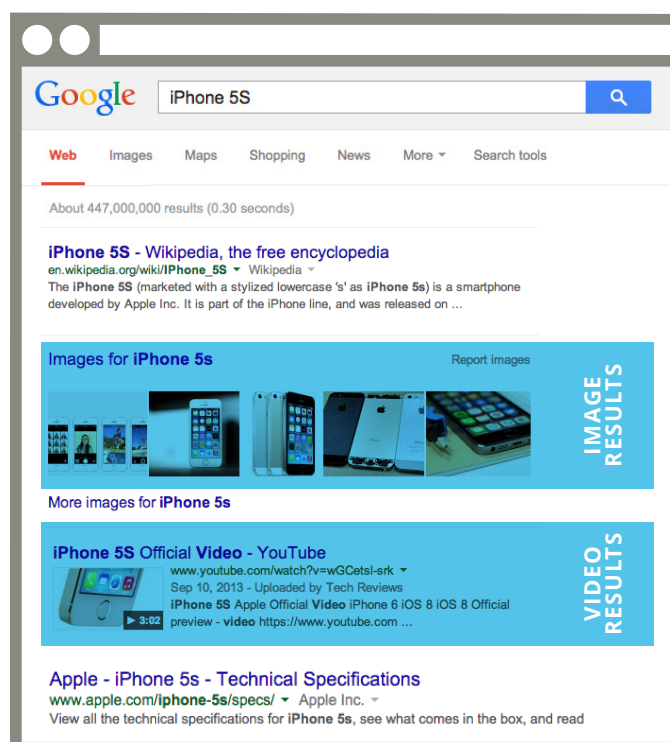 Google
iPhone 5S
Web Images Maps Shopping News More Search tools
About 447,000,000 results (0.30 seconds)
iPhone 5S - Wikipedia, the free encyclopedia
en.wikipedia.org/wiki/IPhone_5S Wikipedia
The iPhone 5S (marketed with a stylized lowercase 's' as iPhone 5s) is a smartphone
developed by Apple Inc. It is part of the iPhone line, and was released on ...
Images for iPhone 5s
Report images
IMAGE
RESULTS
More images for iPhone 5s
iPhone 5S Official Video - YouTube
www.youtube.com/watch?v=wGCetsl-srk
Sep 10, 2013 - Uploaded by Tech Reviews
iPhone 5S Apple Official Video iPhone 6 iOS 8 iOS 8 Official
preview - video https://www.youtube.com ...
3:02
VIDEO
RESULTS
Apple - iPhone 5s - Technical Specifications
www.apple.com/iphone-5s/specs/ Apple Inc.
View all the technical specifications for iPhone 5s, see what comes in the box, and read